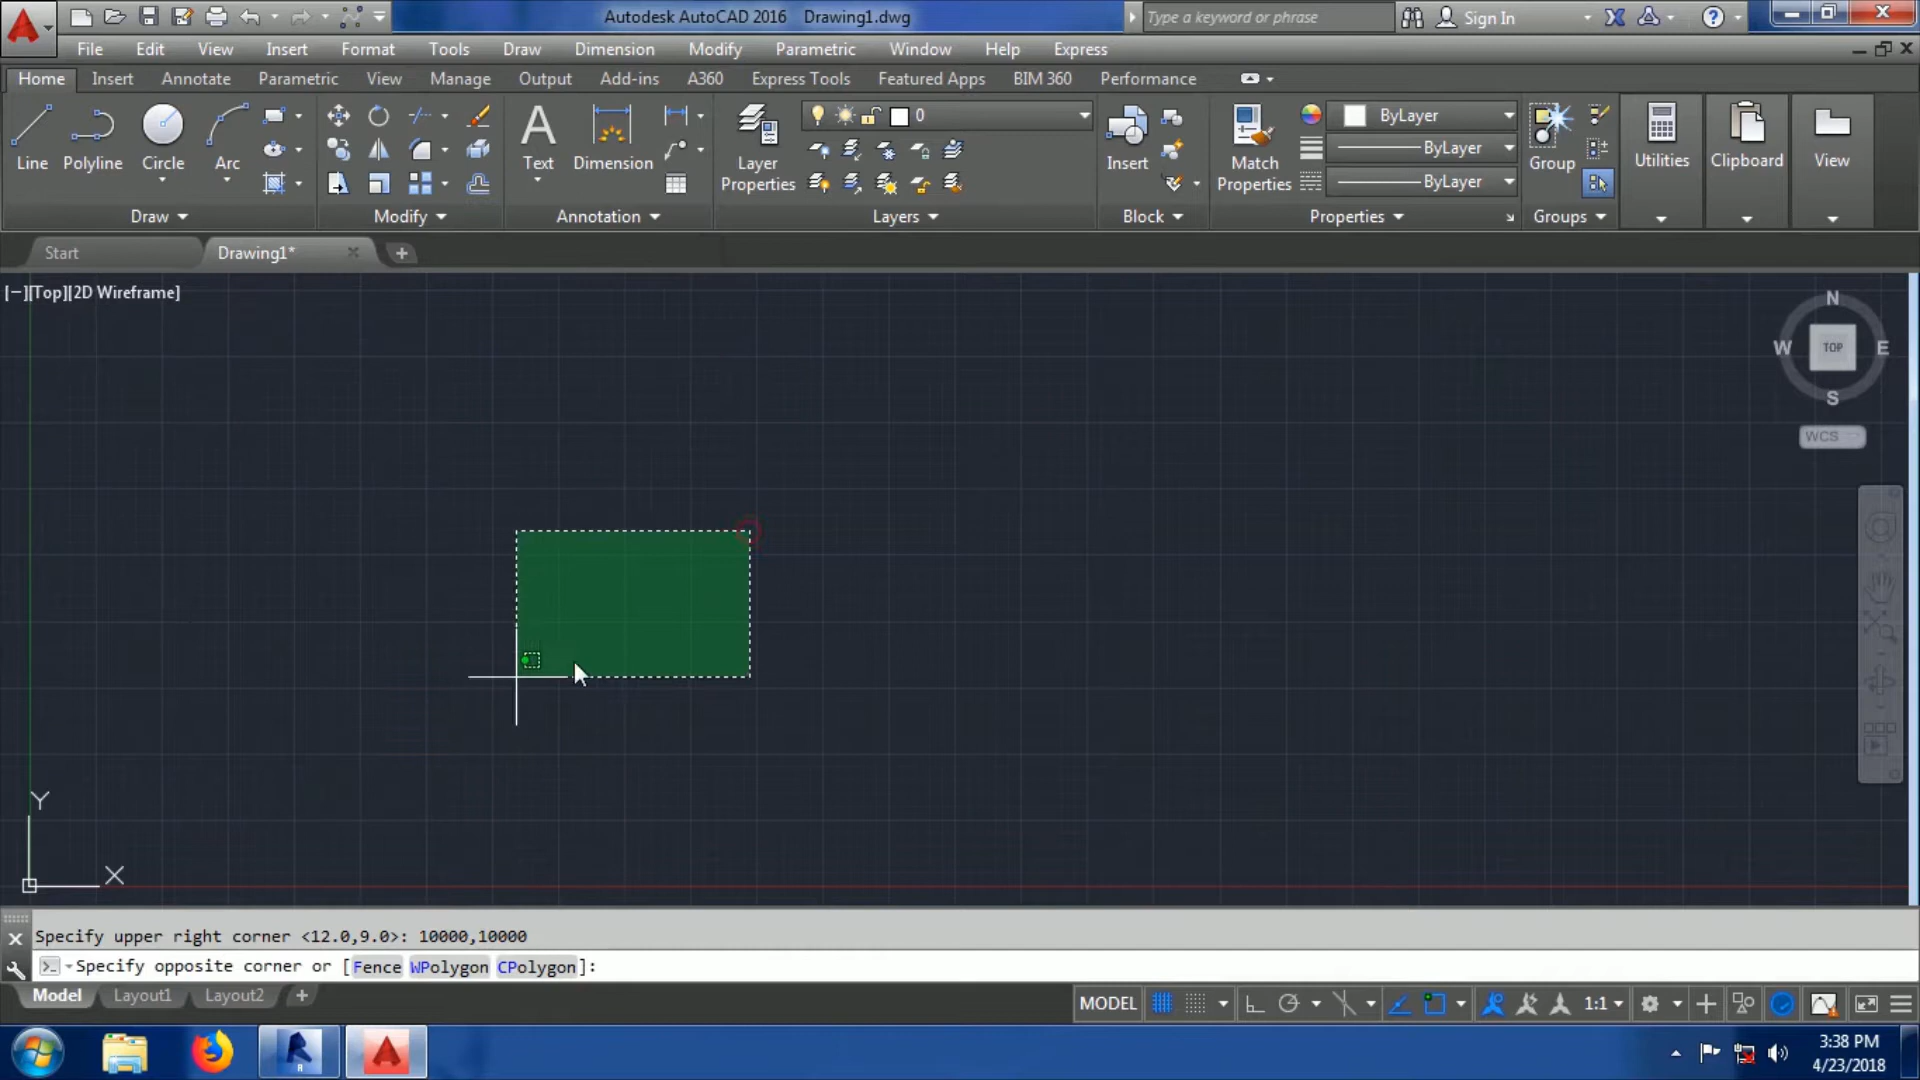 Autodesk AutoCAD 2016 Drawing1.dwg
Type a keyword or phrase
Sign In
File Edit View Insert Format Tools Draw Dimension Modify Parametric Window Help Express
Home Insert Annotate Parametric View Manage Output Add-ins A360 Express Tools Featured Apps BIM 360 Performance
0
ByLayer
ByLayer
ByLayer
Line Polyline Circle Arc
Text Dimension
Layer
Properties
Insert
Match
Properties
Group
Utilities
Clipboard
View
Draw Modify Annotation Layers Block Properties Groups
Start Drawing1*
[−][Top][2D Wireframe]
N
W TOP E
S
WCS
Y
X
Specify upper right corner <12.0,9.0>: 10000,10000
Specify opposite corner or [Fence WPolygon CPolygon]:
Model Layout1 Layout2
MODEL 1:1
R
3:38 PM
4/23/2018